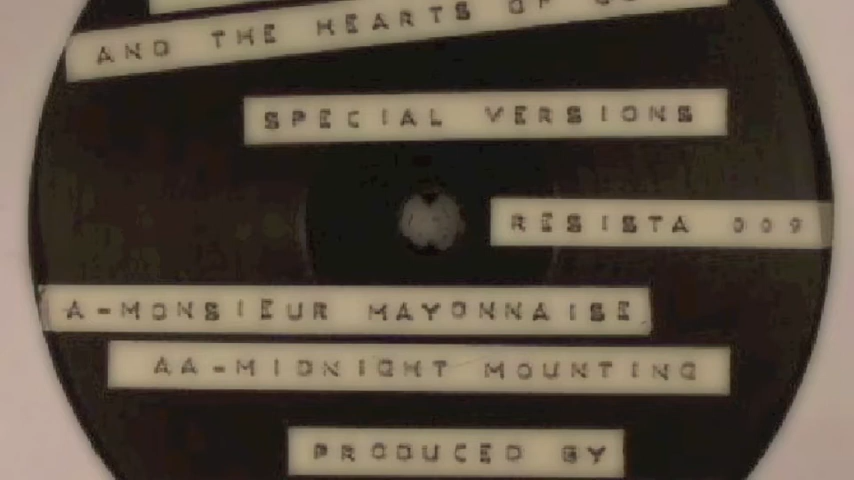 AND THE HEARTS OF
SPECIAL VERSIONS
RESISTA 009
A-MONSIEUR MAYONNAISE
AA-MIDNIGHT MOUNTING
PRODUCED BY